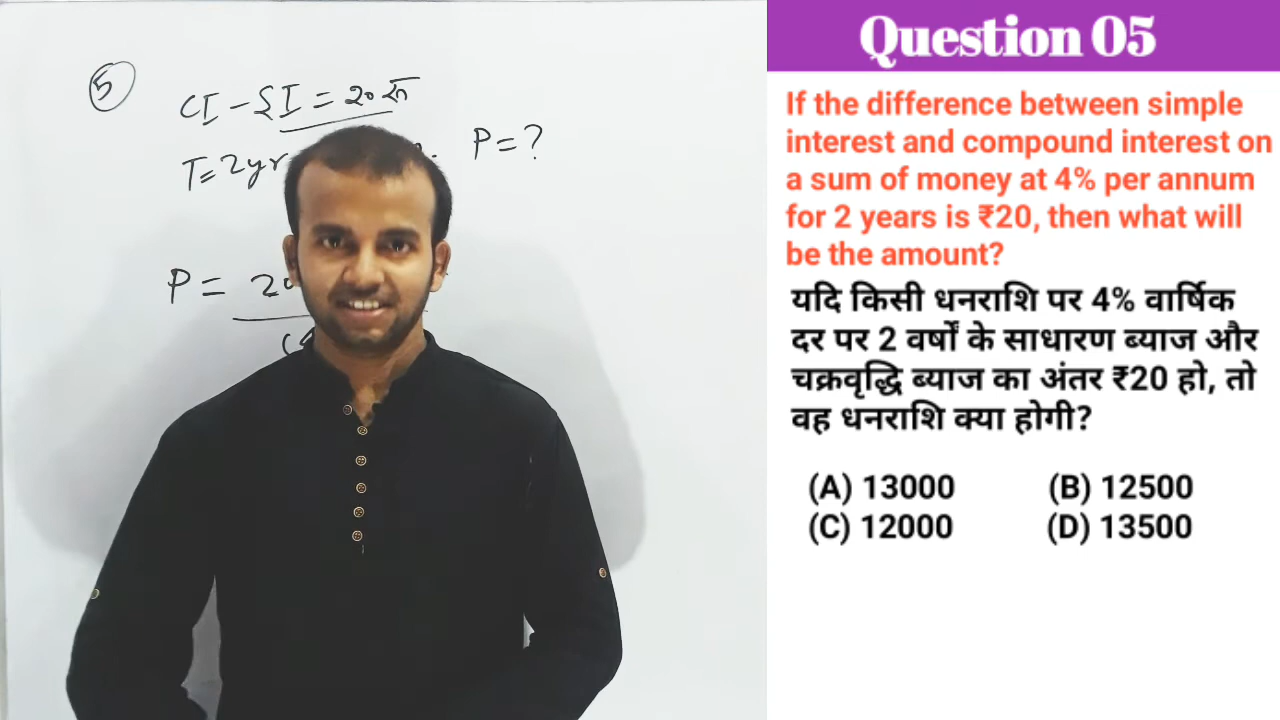 Question 05
5
CI - SI = 20 रु
T = 2yr
P = ?
P =
If the difference between simple
interest and compound interest on
a sum of money at 4% per annum
for 2 years is ₹20, then what will
be the amount?
यदि किसी धनराशि पर 4% वार्षिक
दर पर 2 वर्षों के साधारण ब्याज और
चक्रवृद्धि ब्याज का अंतर ₹20 हो, तो
वह धनराशि क्या होगी?
(A) 13000 (B) 12500
(C) 12000 (D) 13500